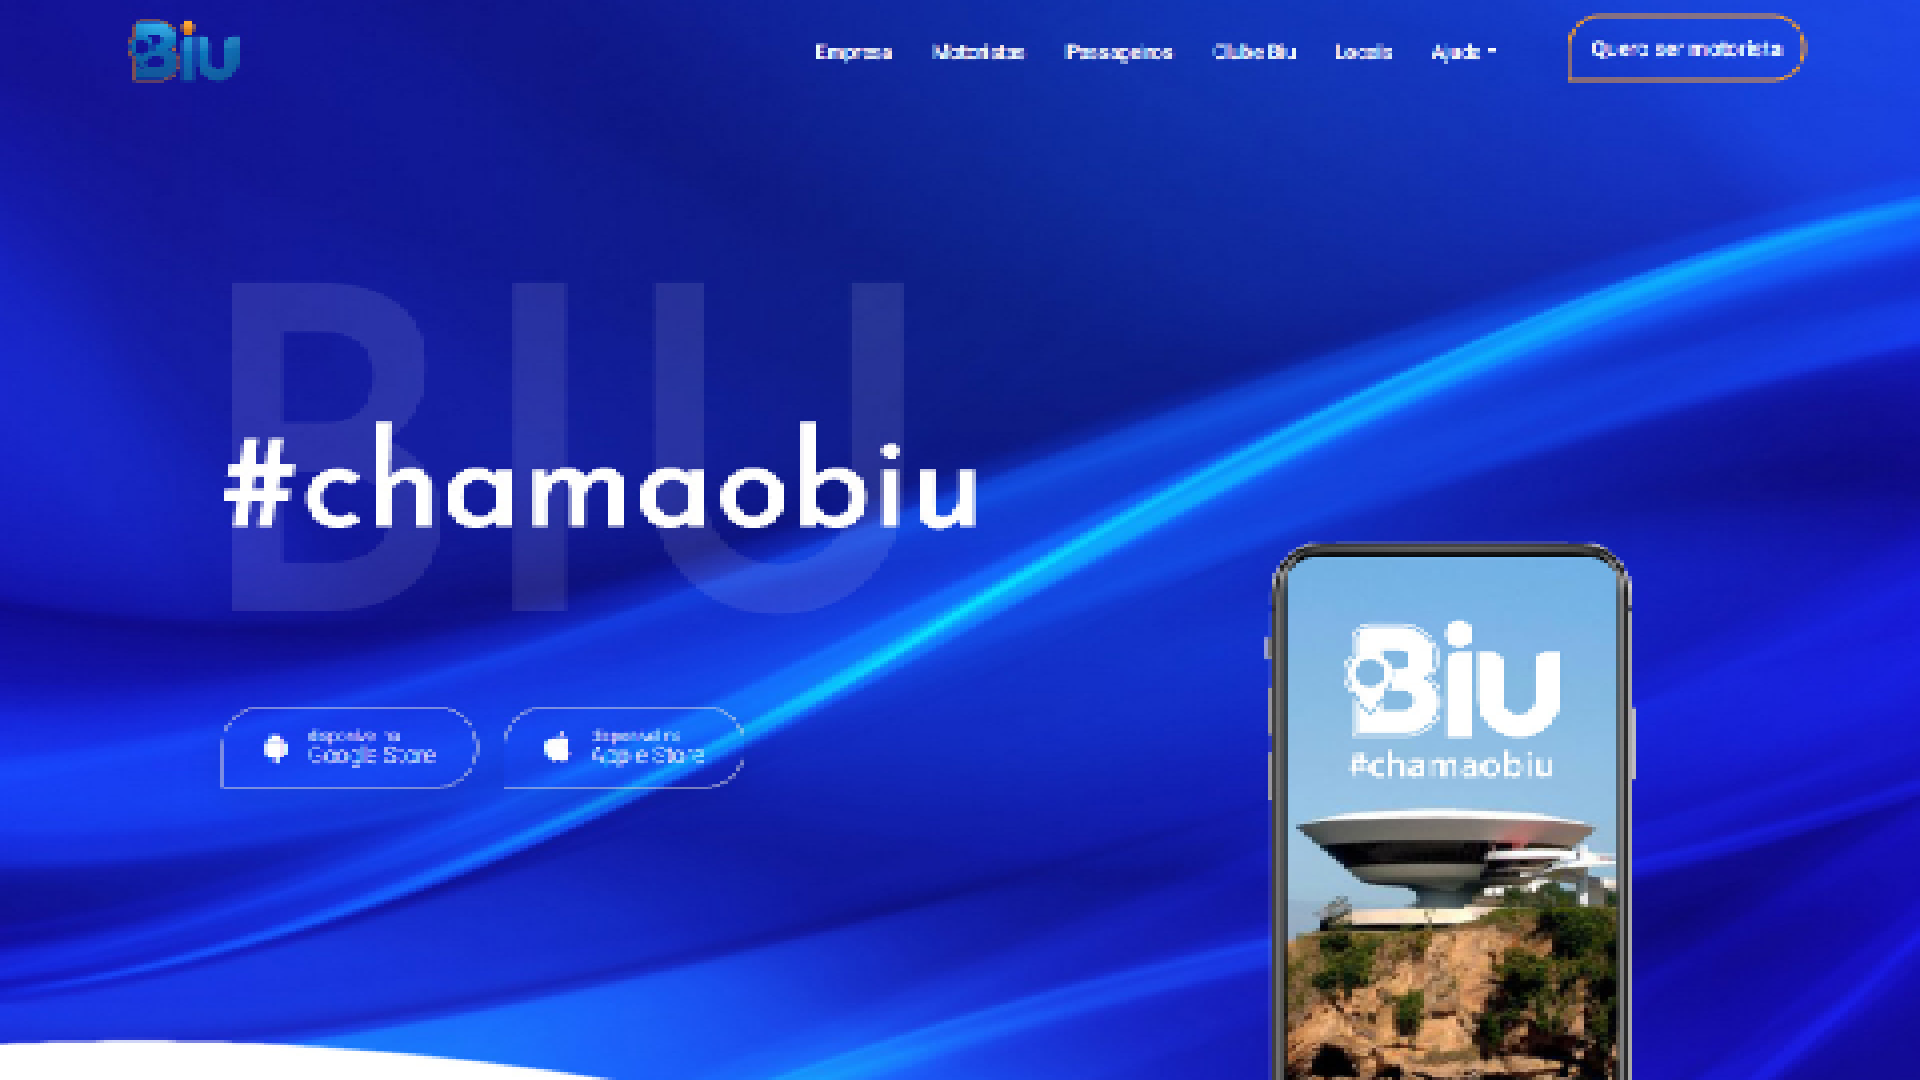 Biu
Empresa
Motoristas
Passageiros
Clube Biu
Locais
Ajuda
Quero ser motorista
BIU
#chamaobiu
disponível na
Google Store
disponível na
Apple Store
Biu
#chamaobiu